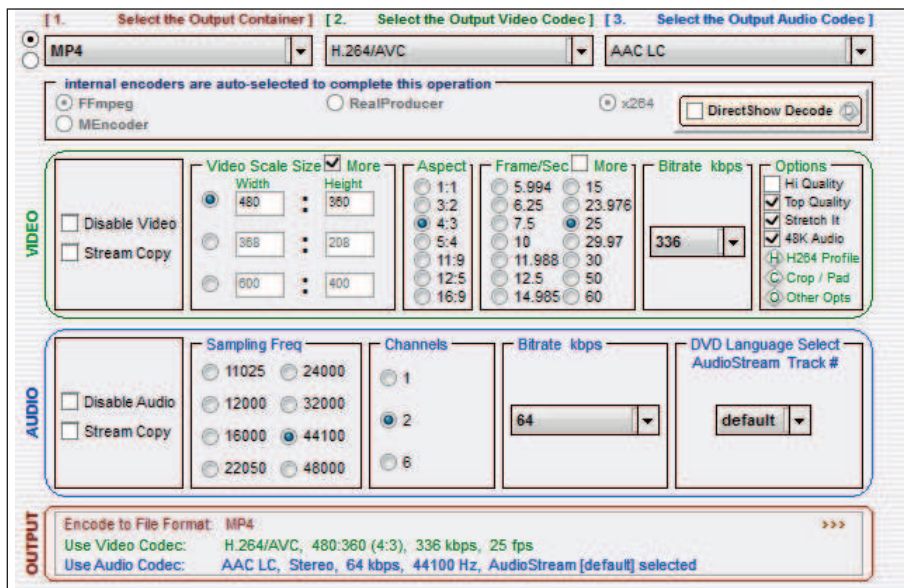 [ 1. Select the Output Container ] [ 2. Select the Output Video Codec ] [ 3. Select the Output Audio Codec ]
MP4 H.264/AVC AAC LC
internal encoders are auto-selected to complete this operation
FFmpeg RealProducer x264 DirectShow Decode D
MEncoder
VIDEO
Disable Video
Stream Copy
Video Scale Size More
Width Height
480 : 360
368 : 208
600 : 400
Aspect
1:1
3:2
4:3
5:4
11:9
12:5
16:9
Frame/Sec More
5.994 15
6.25 23.976
7.5 25
10 29.97
11.988 30
12.5 50
14.985 60
Bitrate kbps
336
Options
Hi Quality
Top Quality
Stretch It
48K Audio
H H264 Profile
C Crop / Pad
O Other Opts
AUDIO
Disable Audio
Stream Copy
Sampling Freq
11025 24000
12000 32000
16000 44100
22050 48000
Channels
1
2
6
Bitrate kbps
64
DVD Language Select
AudioStream Track #
default
OUTPUT
Encode to File Format: MP4 >>>
Use Video Codec: H.264/AVC, 480:360 (4:3), 336 kbps, 25 fps
Use Audio Codec: AAC LC, Stereo, 64 kbps, 44100 Hz, AudioStream [default] selected